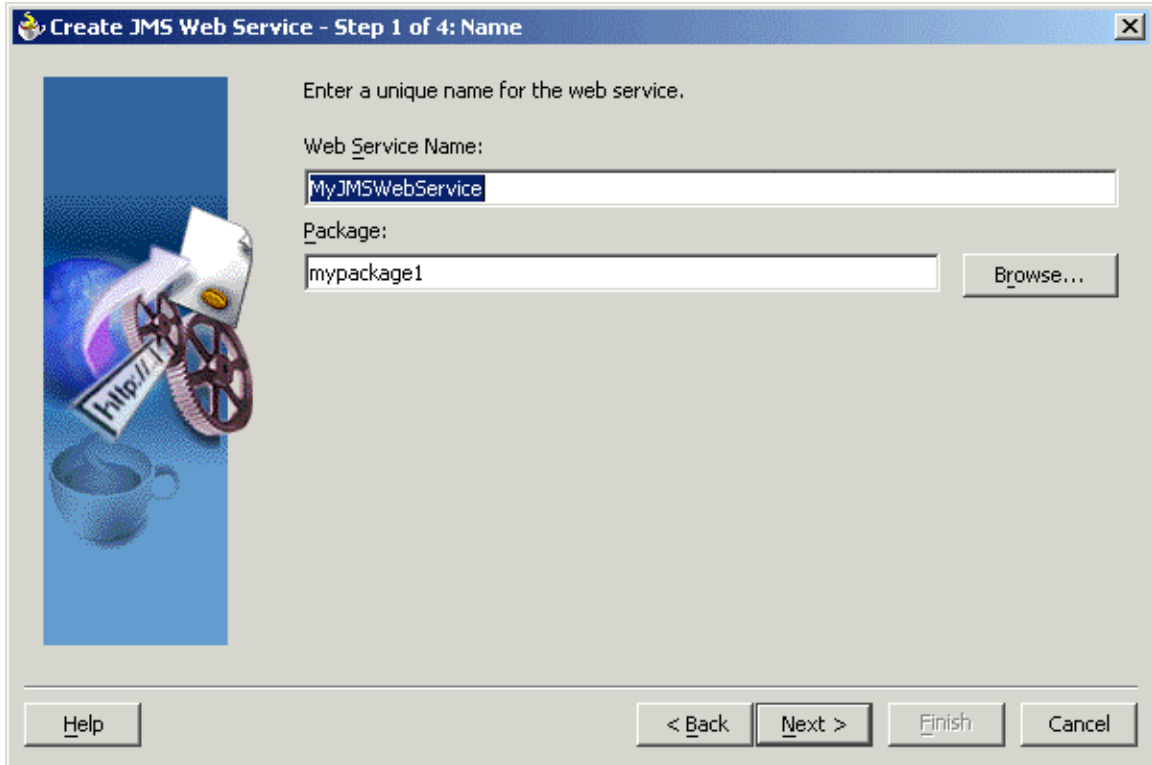 Create JMS Web Service - Step 1 of 4: Name
Enter a unique name for the web service.
Web Service Name:
MyJMSWebService
Package:
mypackage1
Browse...
http://.
Help
< Back
Next >
Finish
Cancel